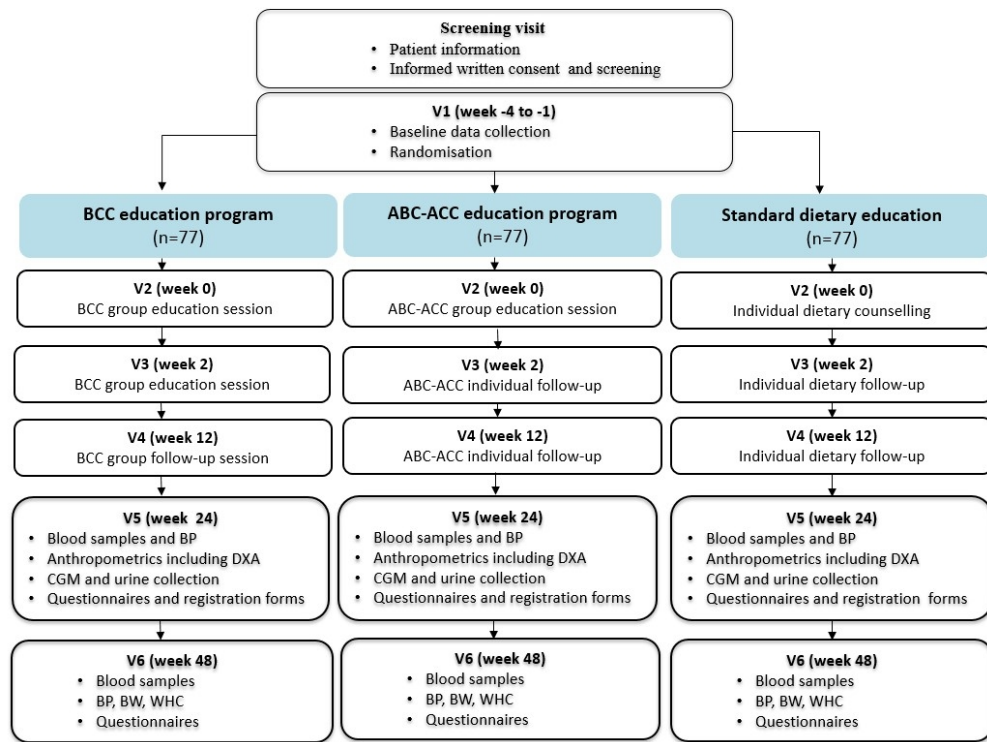 Screening visit
• Patient information
• Informed written consent and screening
V1 (week -4 to -1)
• Baseline data collection
• Randomisation
BCC education program
(n=77)
ABC-ACC education program
(n=77)
Standard dietary education
(n=77)
V2 (week 0)
BCC group education session
V2 (week 0)
ABC-ACC group education session
V2 (week 0)
Individual dietary counselling
V3 (week 2)
BCC group education session
V3 (week 2)
ABC-ACC individual follow-up
V3 (week 2)
Individual dietary follow-up
V4 (week 12)
BCC group follow-up session
V4 (week 12)
ABC-ACC individual follow-up
V4 (week 12)
Individual dietary follow-up
V5 (week 24)
• Blood samples and BP
• Anthropometrics including DXA
• CGM and urine collection
• Questionnaires and registration forms
V5 (week 24)
• Blood samples and BP
• Anthropometrics including DXA
• CGM and urine collection
• Questionnaires and registration forms
V5 (week 24)
• Blood samples and BP
• Anthropometrics including DXA
• CGM and urine collection
• Questionnaires and registration forms
V6 (week 48)
• Blood samples
• BP, BW, WHC
• Questionnaires
V6 (week 48)
• Blood samples
• BP, BW, WHC
• Questionnaires
V6 (week 48)
• Blood samples
• BP, BW, WHC
• Questionnaires